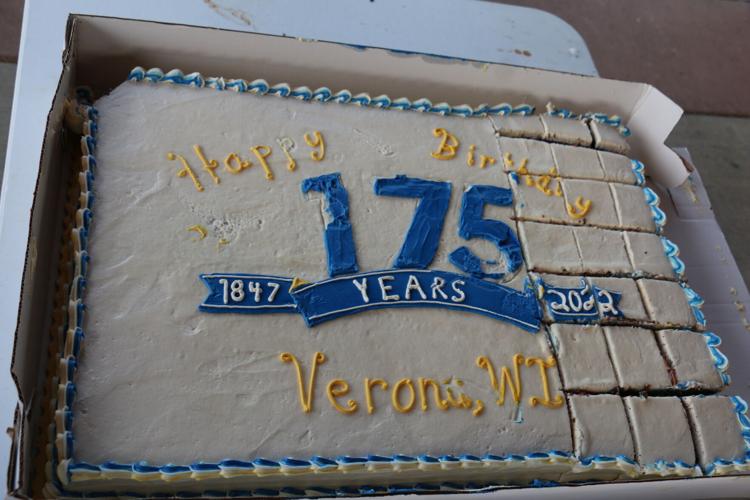 Happy Birthday
175
1847 YEARS 2022
Verona, WI